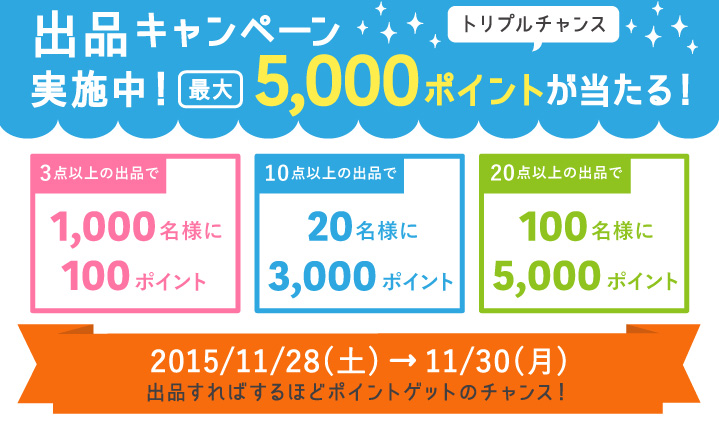 出品キャンペーン
トリプルチャンス
実施中！ 最大 5,000ポイントが当たる！
3点以上の出品で
1,000名様に
100ポイント
10点以上の出品で
20名様に
3,000ポイント
20点以上の出品で
100名様に
5,000ポイント
2015/11/28(土)→11/30(月)
出品すればするほどポイントゲットのチャンス！